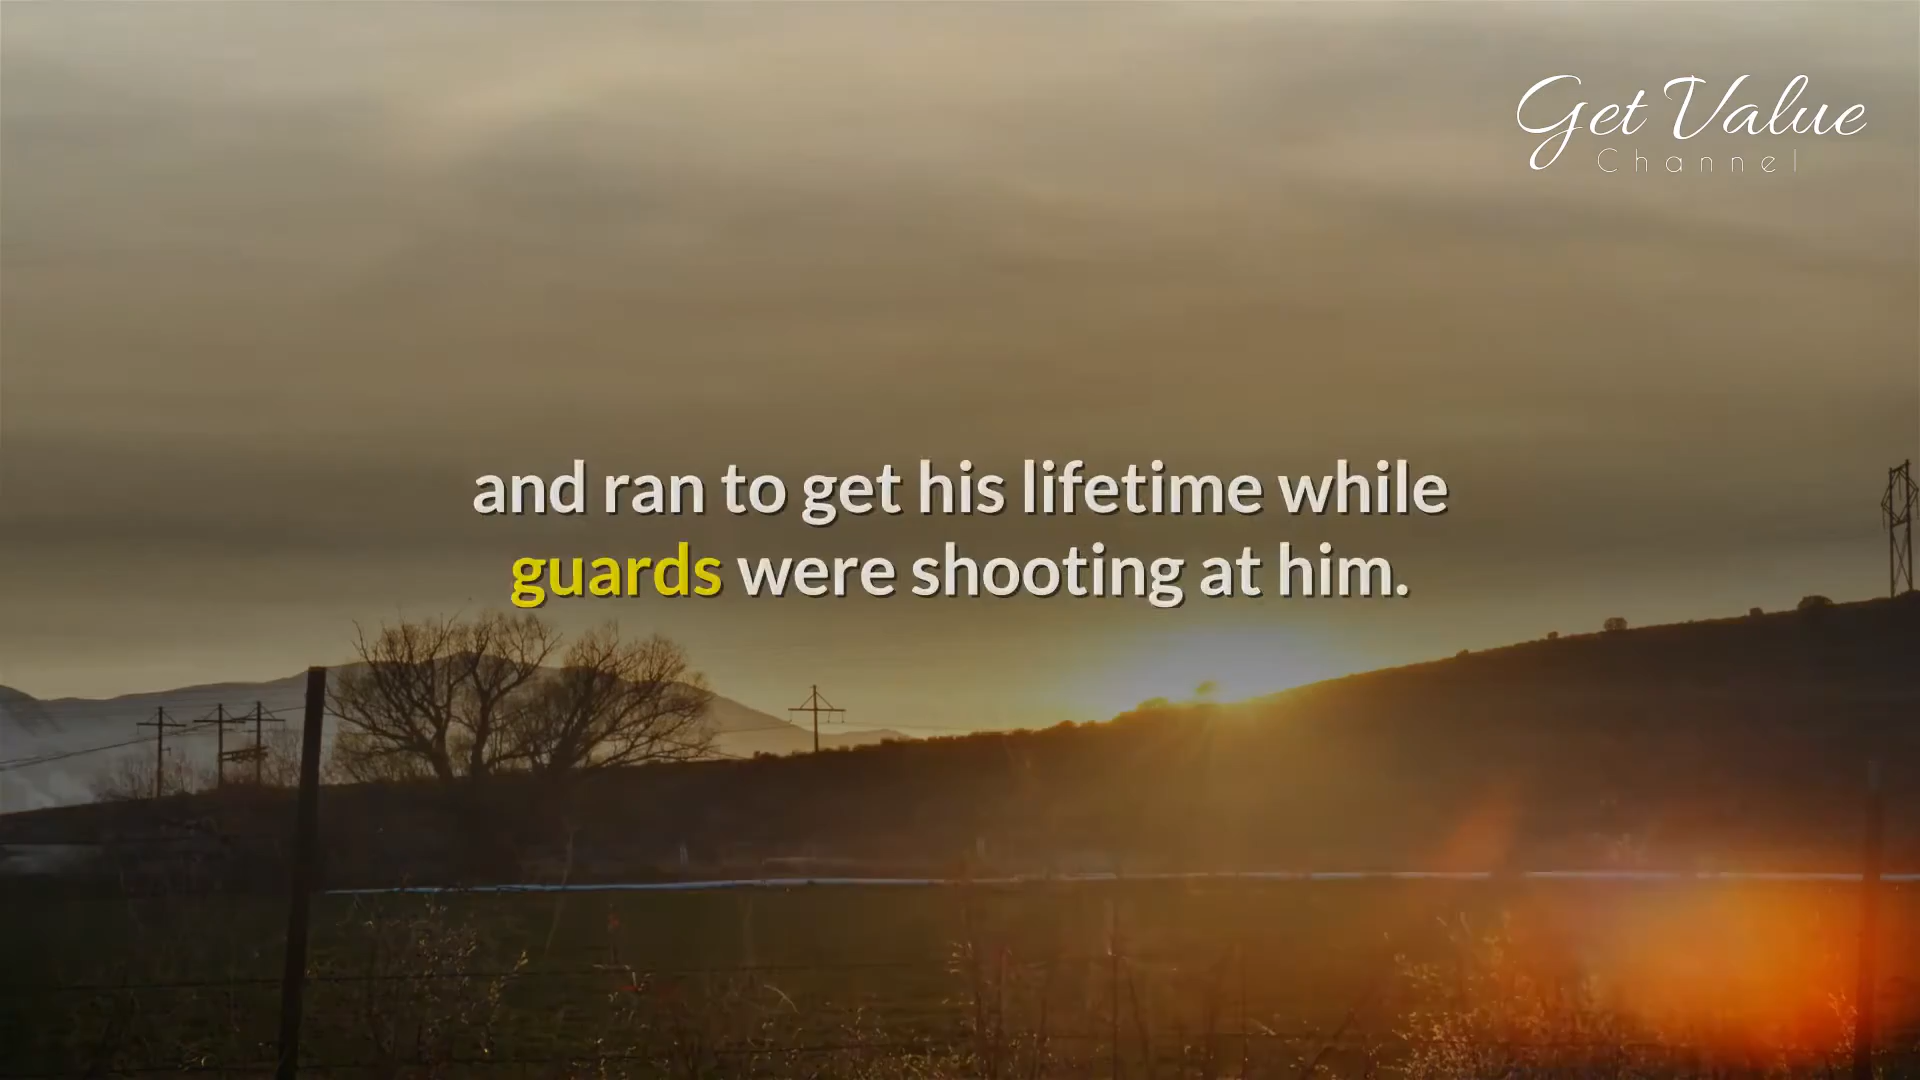 Get Value
Channel
and ran to get his lifetime while
guards were shooting at him.